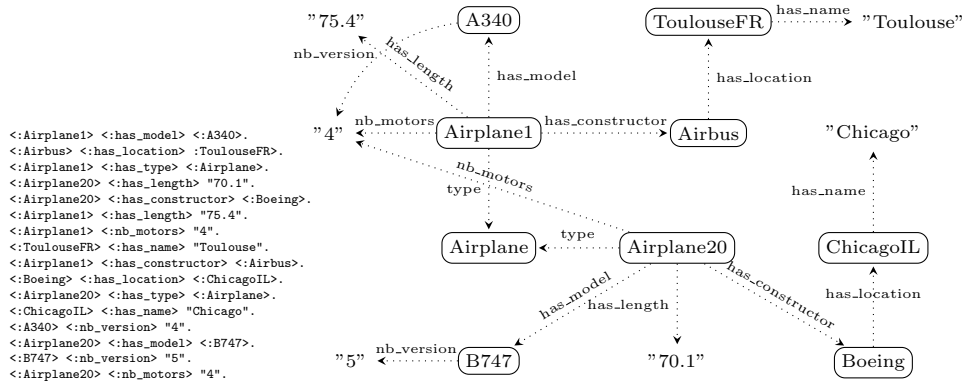 <:Airplane1> <:has_model> <:A340>.
<:Airbus> <:has_location> :ToulouseFR>.
<:Airplane1> <:has_type> <:Airplane>.
<:Airplane20> <:has_length> "70.1".
<:Airplane20> <:has_constructor> <:Boeing>.
<:Airplane1> <:has_length> "75.4".
<:Airplane1> <:nb_motors> "4".
<:ToulouseFR> <:has_name> "Toulouse".
<:Airplane1> <:has_constructor> <:Airbus>.
<:Boeing> <:has_location> <:ChicagoIL>.
<:Airplane20> <:has_type> <:Airplane>.
<:ChicagoIL> <:has_name> "Chicago".
<:A340> <:nb_version> "4".
<:Airplane20> <:has_model> <:B747>.
<:B747> <:nb_version> "5".
<:Airplane20> <:nb_motors> "4".
"75.4"
A340
ToulouseFR
has_name
"Toulouse"
nb_version
has_length
has_model
has_location
"4"
nb_motors
Airplane1
has_constructor
Airbus
"Chicago"
nb_motors
type
has_name
Airplane
type
Airplane20
ChicagoIL
has_model
has_length
has_constructor
has_location
"5"
nb_version
B747
"70.1"
Boeing